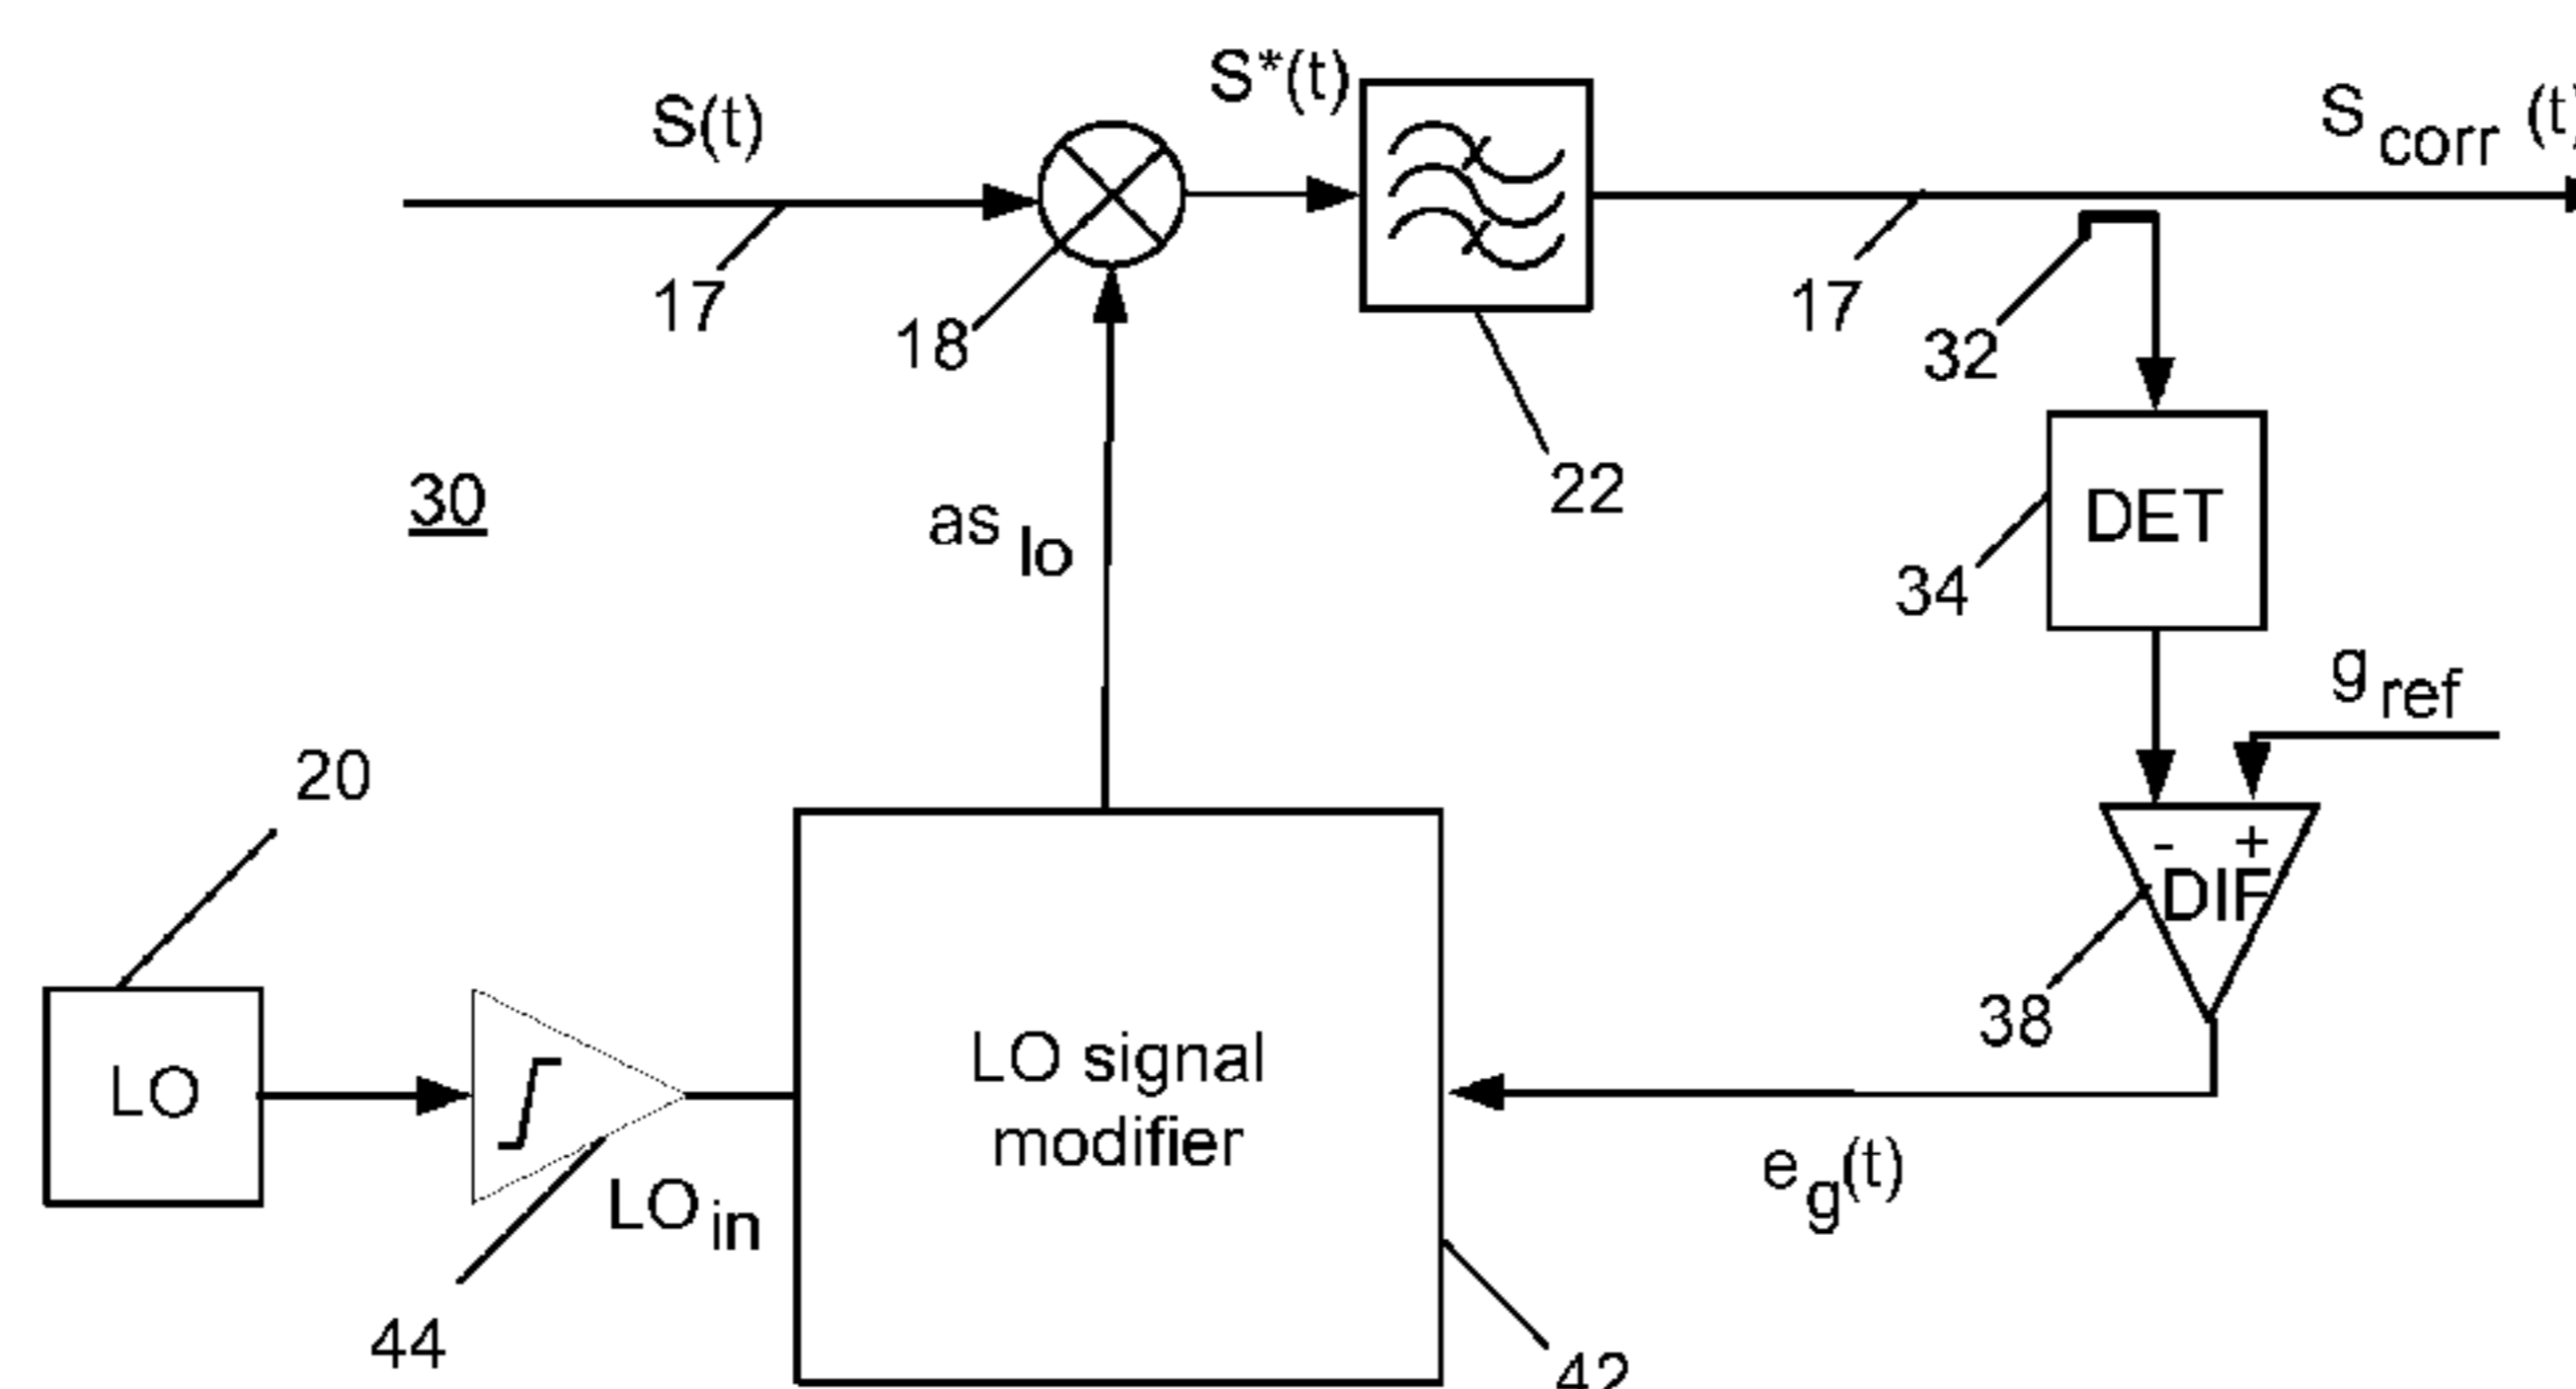 S*(t)
S(t)
S corr (t)
17
18
17
32
22
30
as lo
DET
34
g ref
20
- +
DIF
38
LO
LO signal
modifier
e g(t)
LO in
44
42